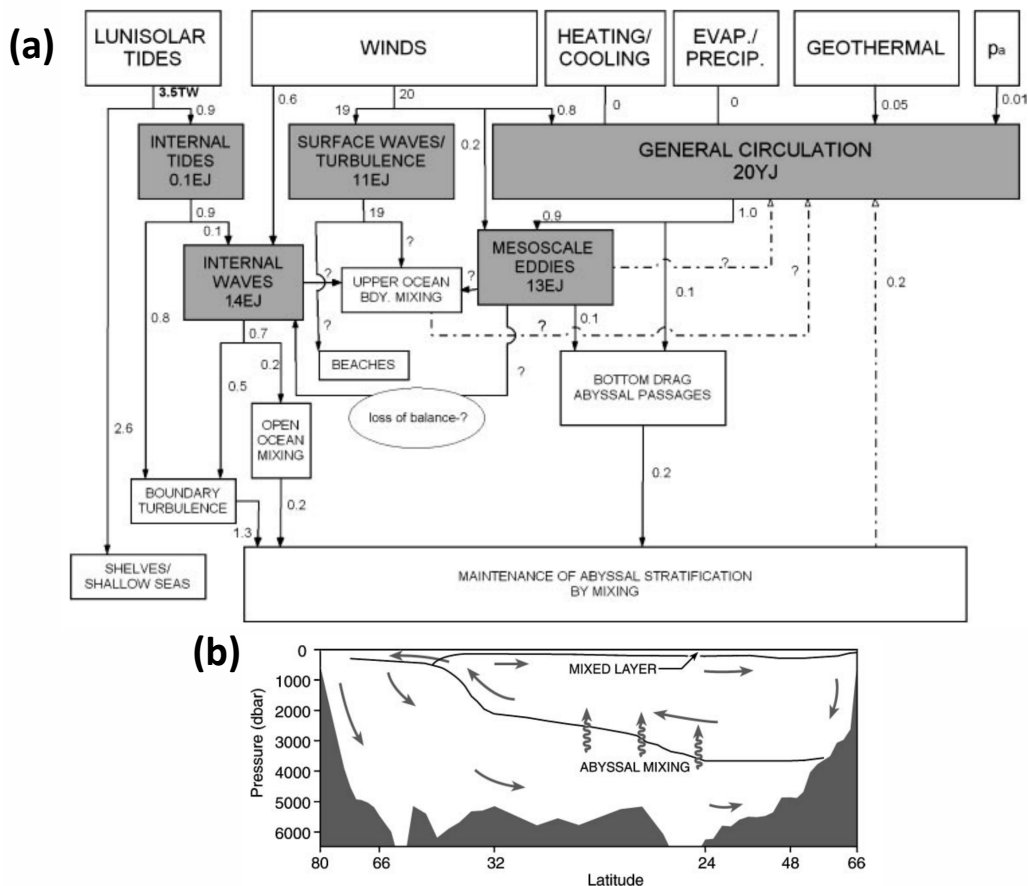 (a)
LUNISOLAR
TIDES
WINDS
HEATING/
COOLING
EVAP./
PRECIP.
GEOTHERMAL
pa
3.5TW
0.9
0.6
20
19
0.2
0.8
0
0
0.05
0.01
INTERNAL
TIDES
0.1EJ
SURFACE WAVES/
TURBULENCE
11EJ
GENERAL CIRCULATION
20YJ
0.9
0.1
19
?
0.9
1.0
INTERNAL
WAVES
1.4EJ
?
UPPER OCEAN
BDY. MIXING
?
MESOSCALE
EDDIES
13EJ
?
?
0.2
0.8
0.7
0.2
0.5
?
BEACHES
?
0.1
?
0.1
loss of balance-?
BOTTOM DRAG
ABYSSAL PASSAGES
2.6
OPEN
OCEAN
MIXING
0.2
BOUNDARY
TURBULENCE
1.3
0.2
SHELVES/
SHALLOW SEAS
MAINTENANCE OF ABYSSAL STRATIFICATION
BY MIXING
(b)
Pressure (dbar)
0
1000
2000
3000
4000
5000
6000
MIXED LAYER
ABYSSAL MIXING
80 66 32 24 48 66
Latitude